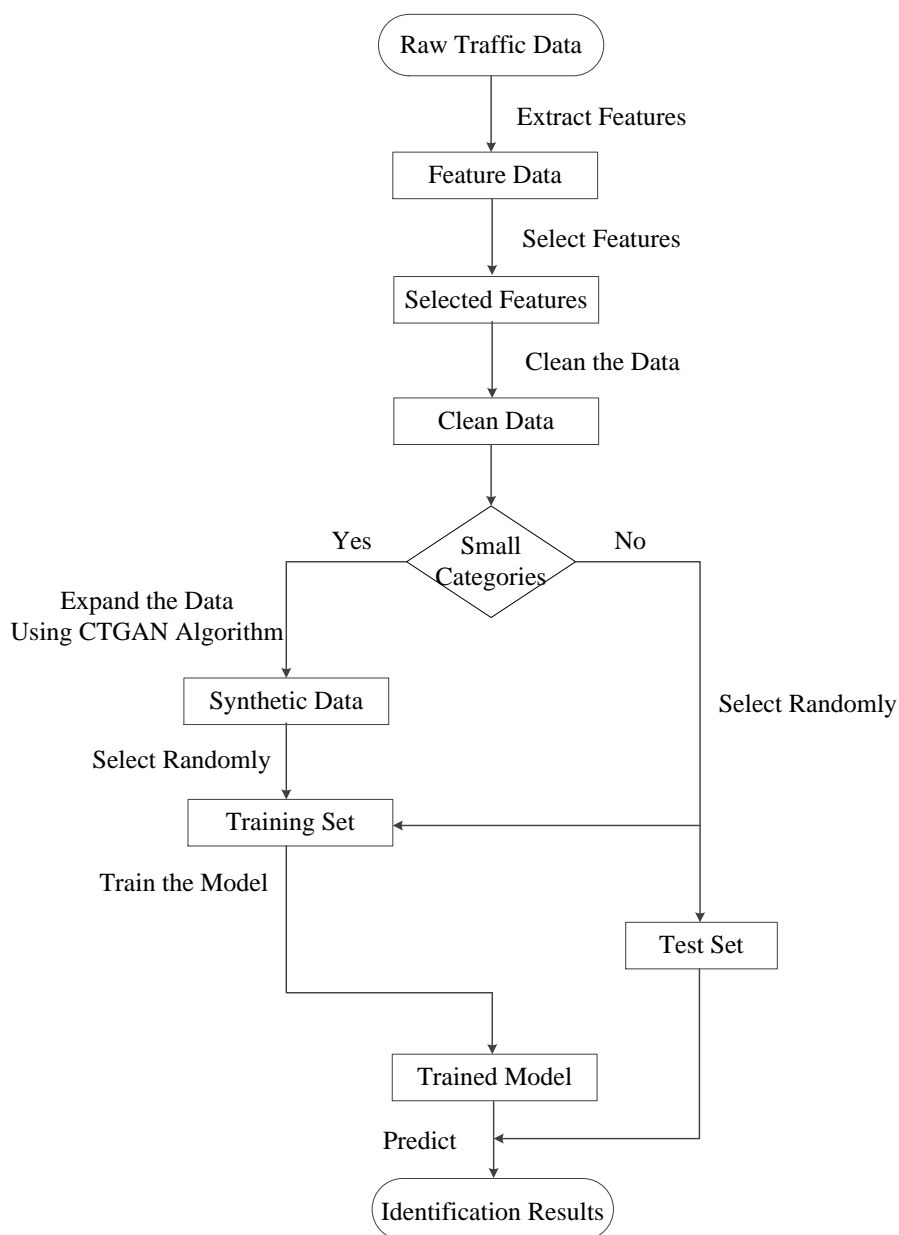 Raw Traffic Data
Extract Features
Feature Data
Select Features
Selected Features
Clean the Data
Clean Data
Yes
Small
Categories
No
Expand the Data
Using CTGAN Algorithm
Synthetic Data
Select Randomly
Select Randomly
Training Set
Train the Model
Test Set
Trained Model
Predict
Identification Results